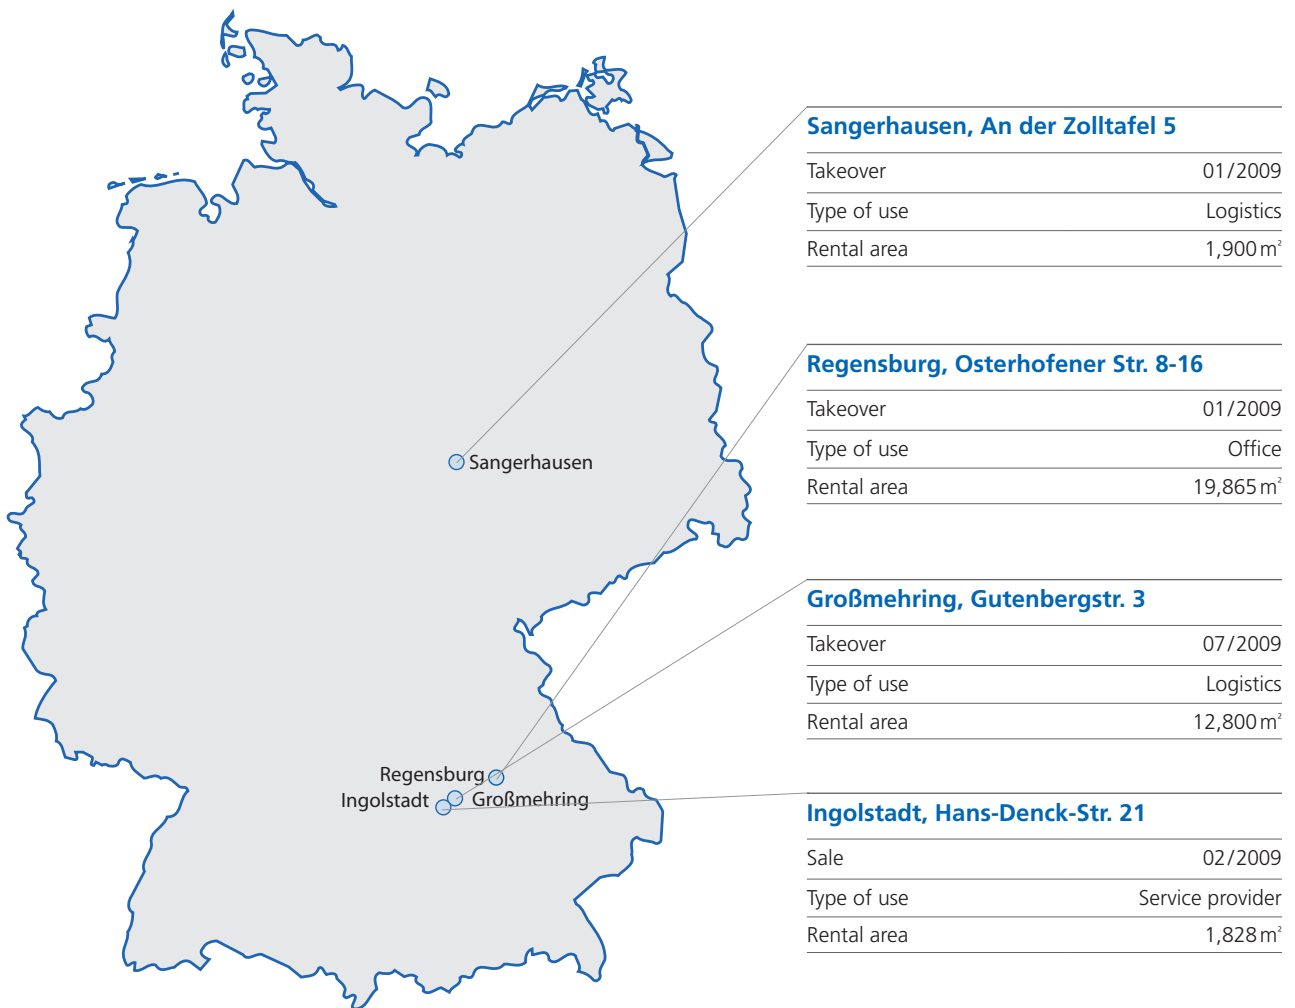 Sangerhausen, An der Zolltafel 5
Takeover 01/2009
Type of use Logistics
Rental area 1,900 m²
Regensburg, Osterhofener Str. 8-16
Takeover 01/2009
Type of use Office
Rental area 19,865 m²
Großmehring, Gutenbergstr. 3
Takeover 07/2009
Type of use Logistics
Rental area 12,800 m²
Ingolstadt, Hans-Denck-Str. 21
Sale 02/2009
Type of use Service provider
Rental area 1,828 m²
Sangerhausen
Regensburg
Ingolstadt Großmehring